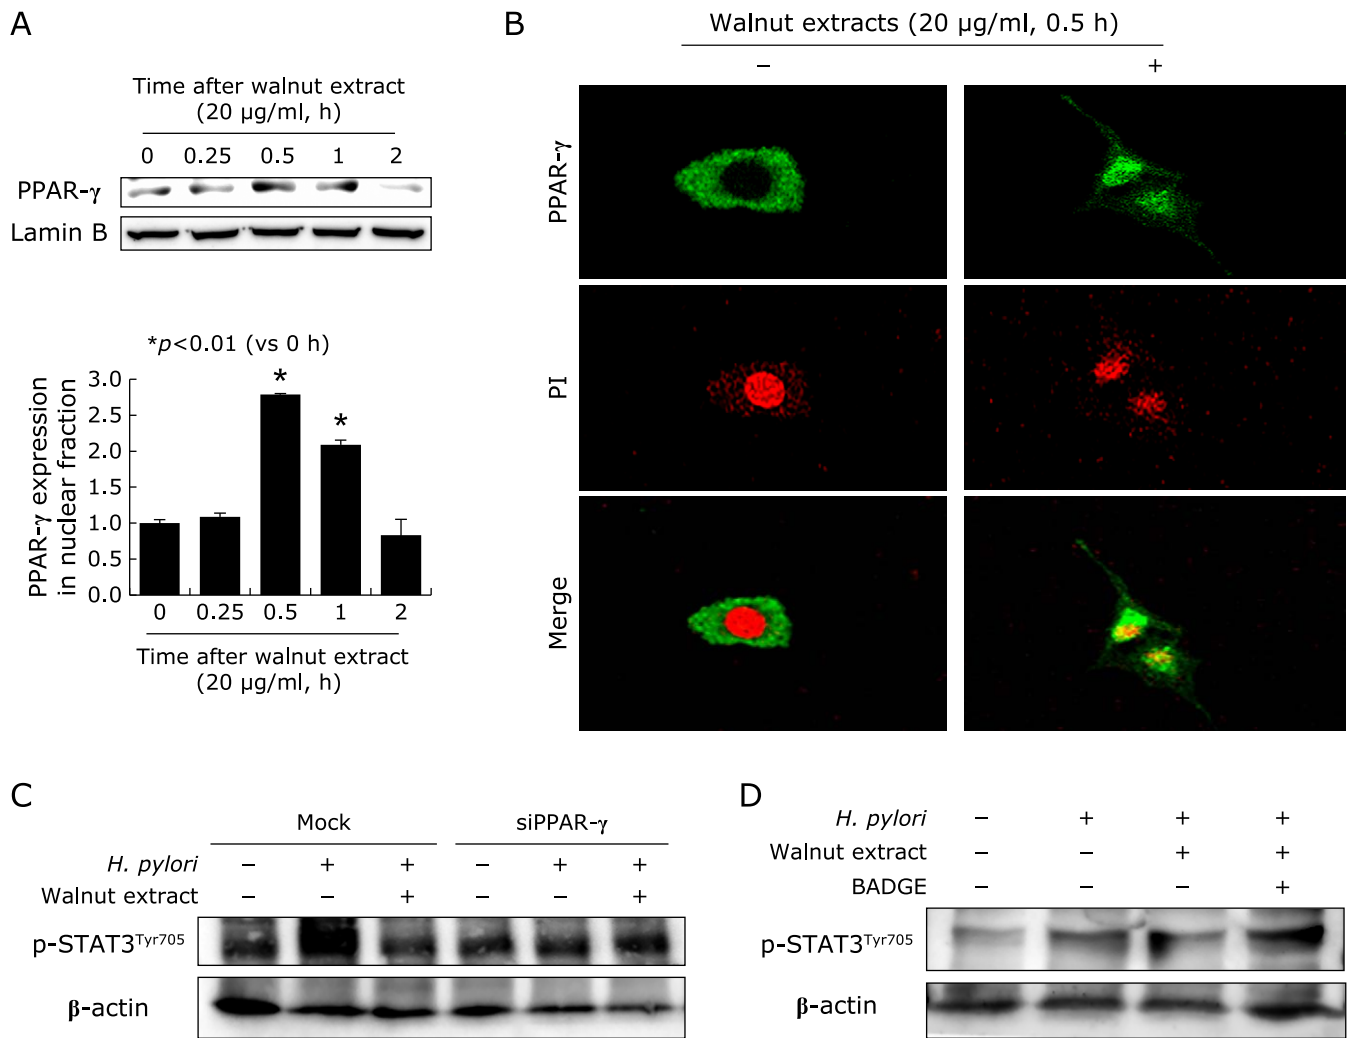 A
Time after walnut extract
(20 µg/ml, h)
0 0.25 0.5 1 2
PPAR-γ
Lamin B
*p<0.01 (vs 0 h)
PPAR-γ expression
in nuclear fraction
3.0
2.5
2.0
1.5
1.0
0.5
0.0
* *
0 0.25 0.5 1 2
Time after walnut extract
(20 µg/ml, h)
B
Walnut extracts (20 µg/ml, 0.5 h)
– +
PPAR-γ
PI
Merge
C
Mock siPPAR-γ
H. pylori – + + – + +
Walnut extract – – + – – +
p-STAT3Tyr705
β-actin
D
H. pylori – + + +
Walnut extract – – + +
BADGE – – – +
p-STAT3Tyr705
β-actin